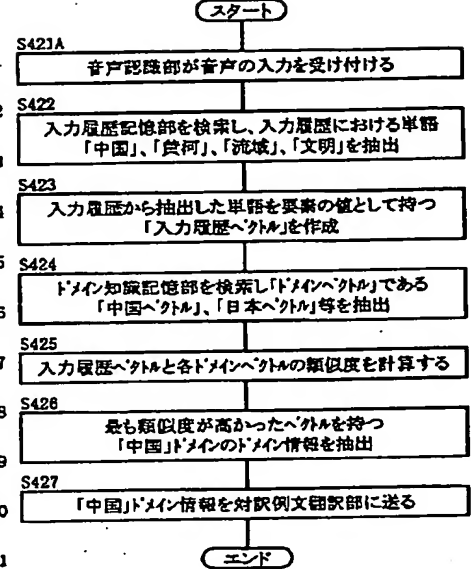 スタート
S421A
音声認識部が音声の入力を受け付ける
S422
入力履歴記憶部を検索し、入力履歴における単語
「中国」、「黄河」、「流域」、「文明」を抽出
S423
入力履歴から抽出した単語を要素の値として持つ
「入力履歴ベクトル」を作成
S424
ドメイン知識記憶部を検索し「ドメインベクトル」である
「中国ベクトル」、「日本ベクトル」等を抽出
S425
入力履歴ベクトルと各ドメインベクトルの類似度を計算する
S426
最も類似度が高かったベクトルを持つ
「中国」ドメインのドメイン情報を抽出
S427
「中国」ドメイン情報を対訳例文翻訳部に送る
エンド